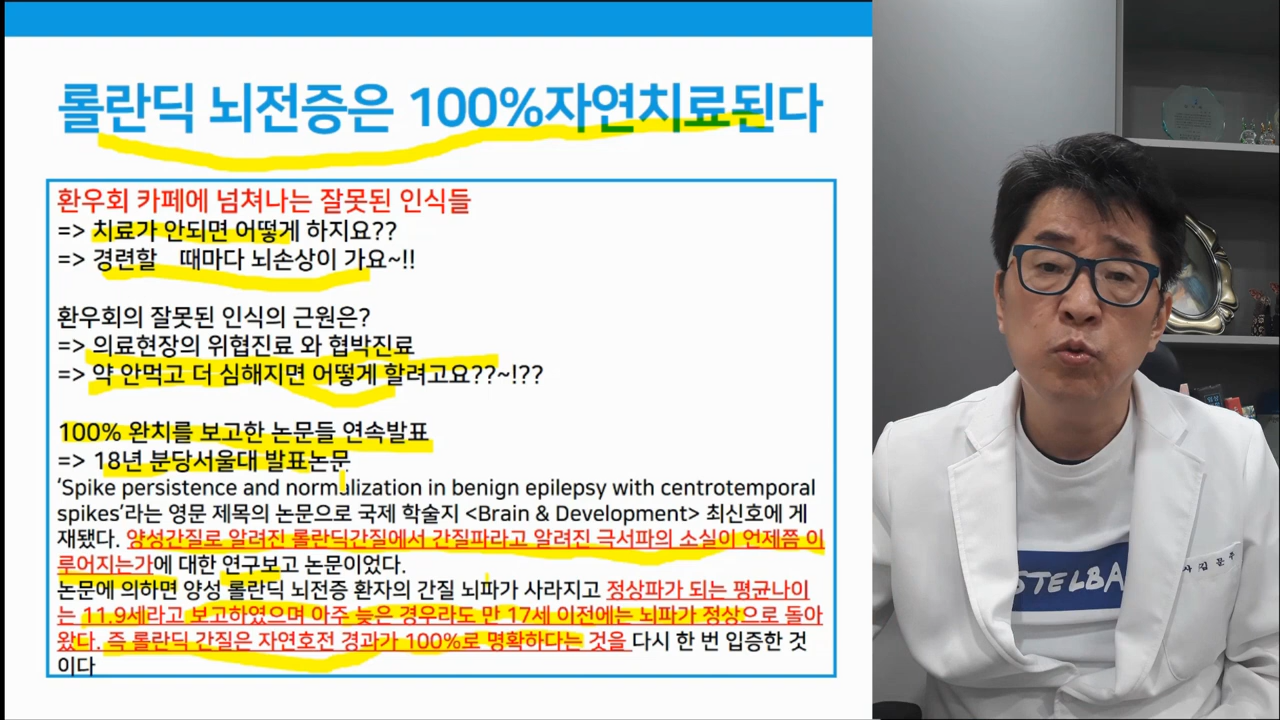 롤란딕 뇌전증은 100%자연치료된다
환우회 카페에 넘쳐나는 잘못된 인식들
=> 치료가 안되면 어떻게 하지요??
=> 경련할 때마다 뇌손상이 가요~!!
환우회의 잘못된 인식의 근원은?
=> 의료현장의 위협진료 와 협박진료
=> 약 안먹고 더 심해지면 어떻게 할려고요??~!??
100% 완치를 보고한 논문들 연속발표
=> 18년 분당서울대 발표논문
‘Spike persistence and normalization in benign epilepsy with centrotemporal
spikes’라는 영문 제목의 논문으로 국제 학술지 <Brain & Development> 최신호에 게
재됐다. 양성간질로 알려진 롤란딕간질에서 간질파라고 알려진 극서파의 소실이 언제쯤 이
루어지는가에 대한 연구보고 논문이었다.
논문에 의하면 양성 롤란딕 뇌전증 환자의 간질 뇌파가 사라지고 정상파가 되는 평균나이
는 11.9세라고 보고하였으며 아주 늦은 경우라도 만 17세 이전에는 뇌파가 정상으로 돌아
왔다. 즉 롤란딕 간질은 자연호전 경과가 100%로 명확하다는 것을 다시 한 번 입증한 것
이다
STELBA
사 김문주